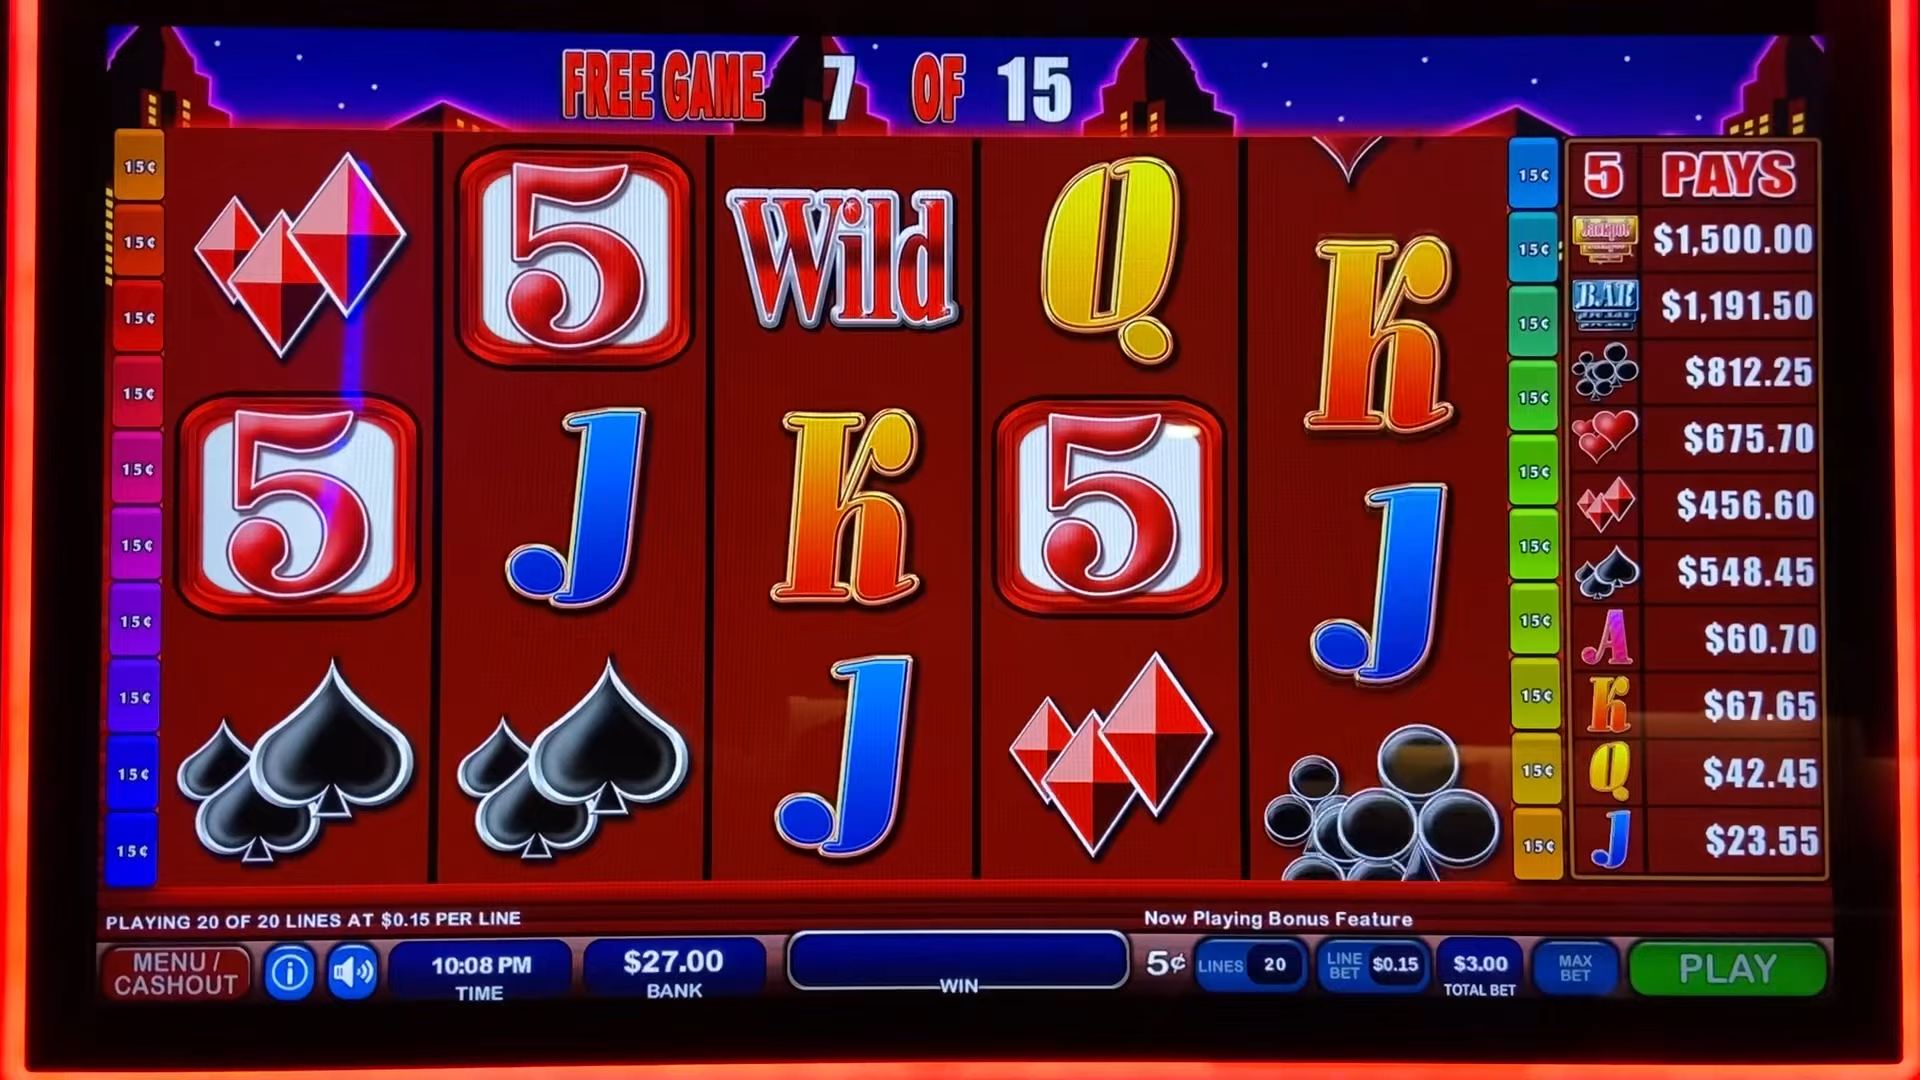 FREE GAME 7 OF 15
15¢ 15¢
15¢ 15¢
15¢ 15¢
15¢ 15¢
15¢ 15¢
15¢ 15¢
15¢ 15¢
15¢ 15¢
15¢ 15¢
15¢ 15¢
5 Wild Q K
5 J K 5 J
J
5 PAYS
Jackpot $1,500.00
BAR $1,191.50
$812.25
$675.70
$456.60
$548.45
A $60.70
K $67.65
Q $42.45
J $23.55
PLAYING 20 OF 20 LINES AT $0.15 PER LINE
Now Playing Bonus Feature
MENU /
CASHOUT
10:08 PM
TIME
$27.00
BANK
WIN
5¢
LINES 20
LINE
BET $0.15
$3.00
TOTAL BET
MAX
BET
PLAY